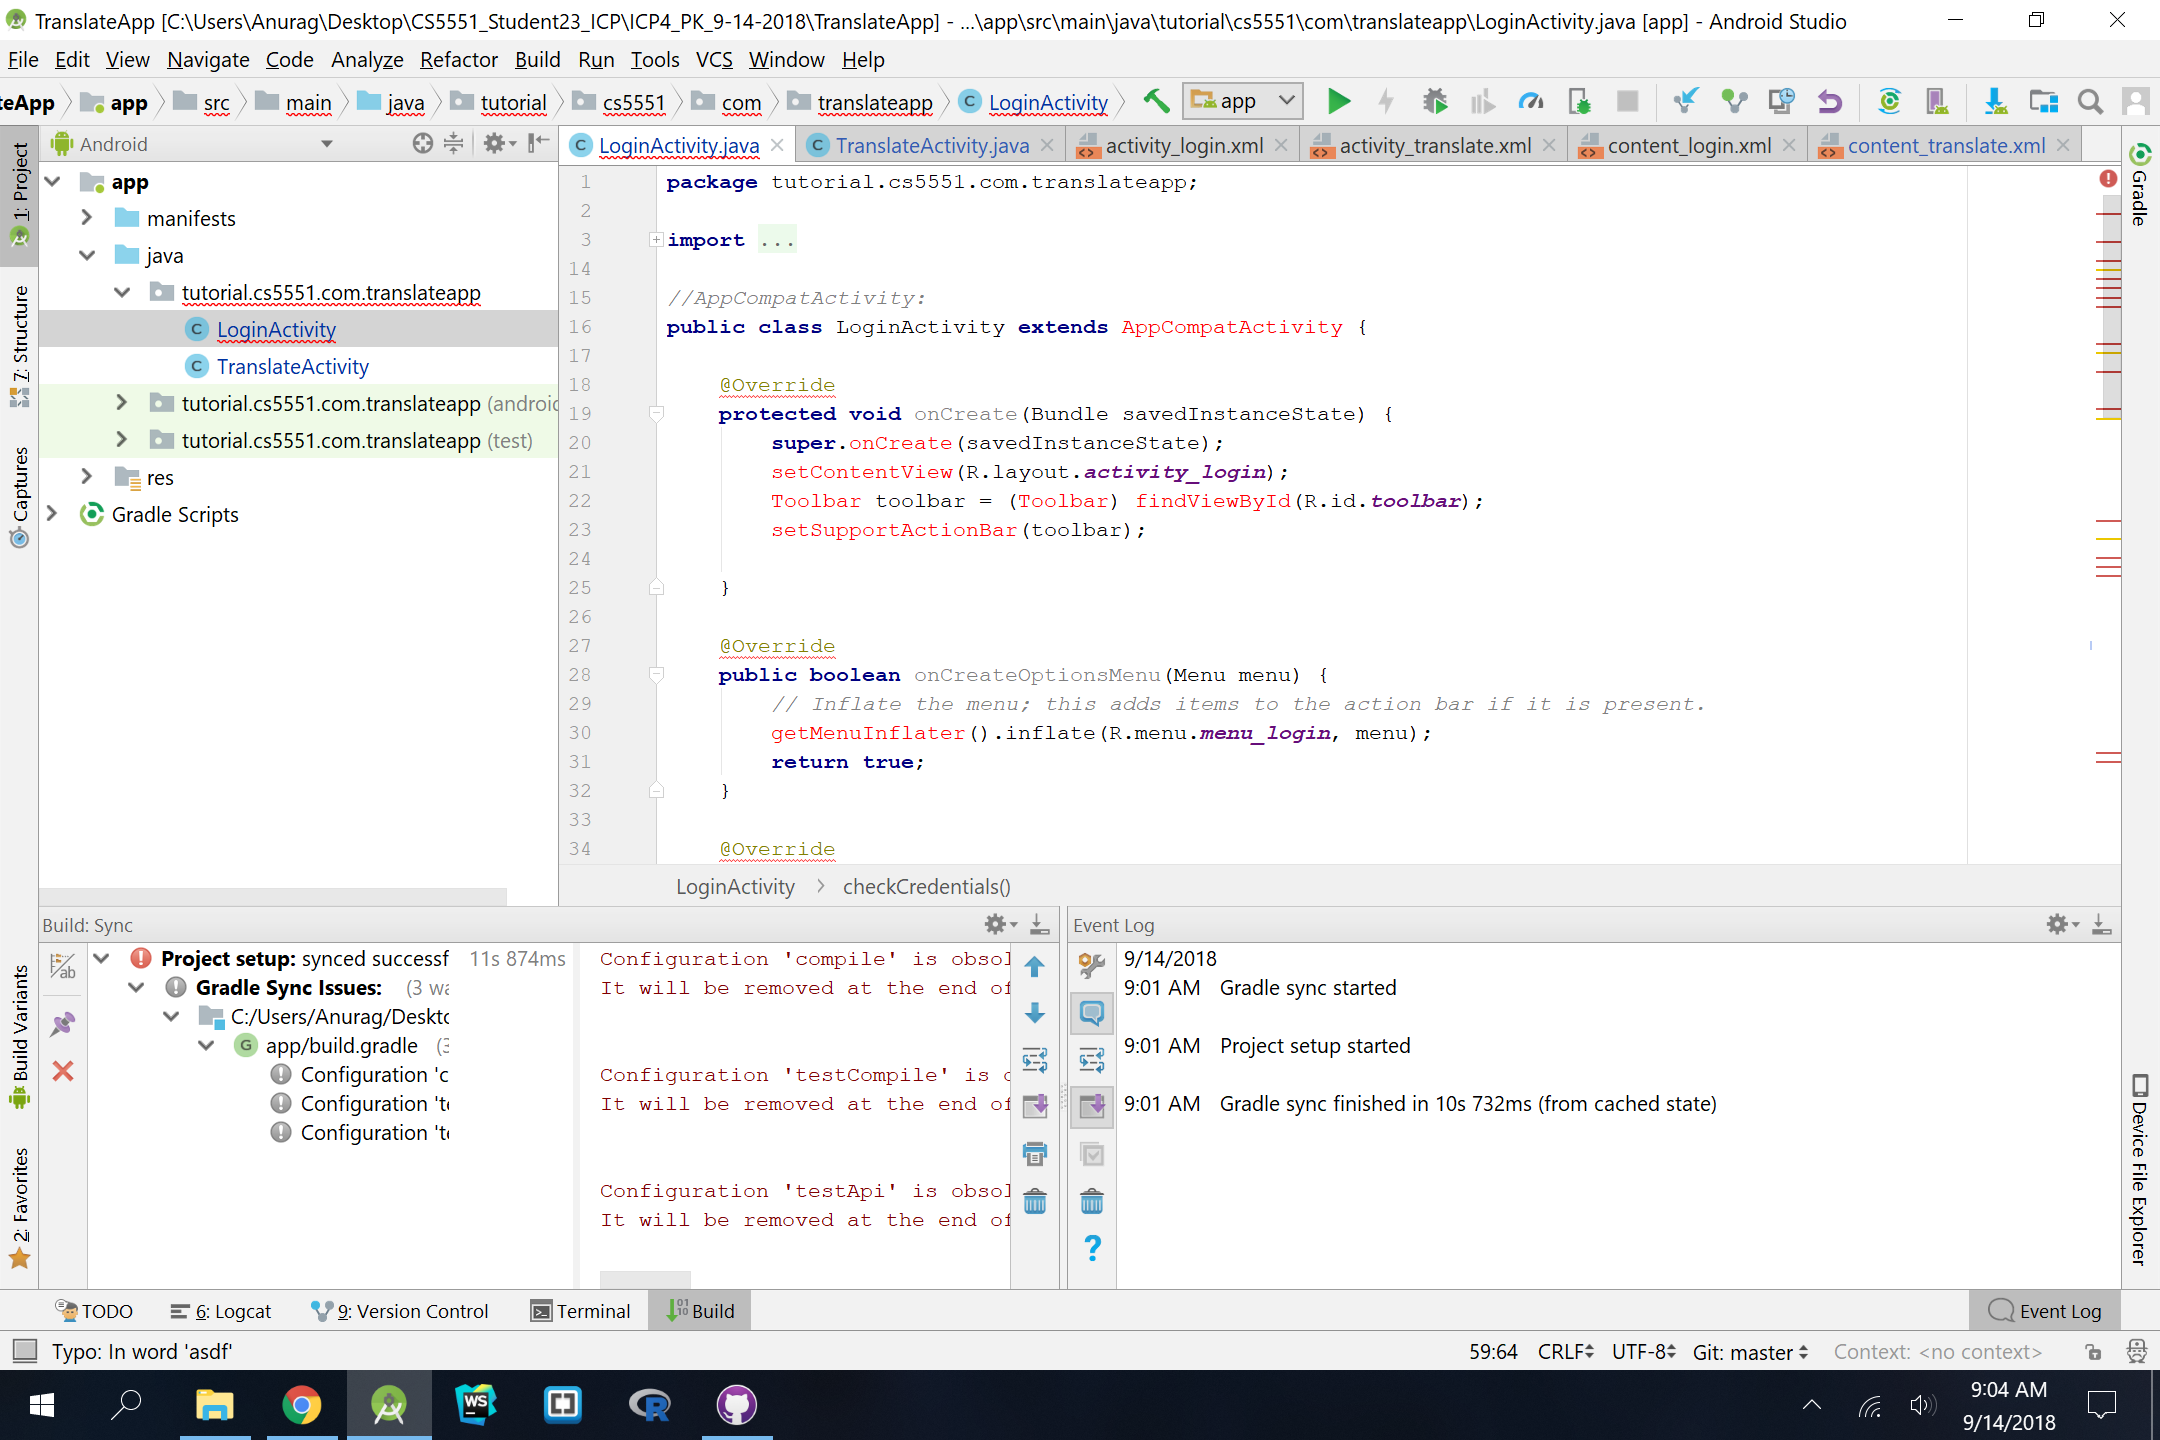 TranslateApp [C:\Users\Anurag\Desktop\CS5551_Student23_ICP\ICP4_PK_9-14-2018\TranslateApp] - ...\app\src\main\java\tutorial\cs5551\com\translateapp\LoginActivity.java [app] - Android Studio
File Edit View Navigate Code Analyze Refactor Build Run Tools VCS Window Help
teApp app src main java tutorial cs5551 com translateapp LoginActivity app
Android
LoginActivity.java TranslateActivity.java activity_login.xml activity_translate.xml content_login.xml content_translate.xml
1: Project
7: Structure
Captures
Build Variants
2: Favorites
app
manifests
java
tutorial.cs5551.com.translateapp
LoginActivity
TranslateActivity
tutorial.cs5551.com.translateapp (android
tutorial.cs5551.com.translateapp (test)
res
Gradle Scripts
1 package tutorial.cs5551.com.translateapp;
2
3 import ...
14
15 //AppCompatActivity:
16 public class LoginActivity extends AppCompatActivity {
17
18 @Override
19 protected void onCreate(Bundle savedInstanceState) {
20 super.onCreate(savedInstanceState);
21 setContentView(R.layout.activity_login);
22 Toolbar toolbar = (Toolbar) findViewById(R.id.toolbar);
23 setSupportActionBar(toolbar);
24
25 }
26
27 @Override
28 public boolean onCreateOptionsMenu(Menu menu) {
29 // Inflate the menu; this adds items to the action bar if it is present.
30 getMenuInflater().inflate(R.menu.menu_login, menu);
31 return true;
32 }
33
34 @Override
LoginActivity > checkCredentials()
Gradle
Device File Explorer
Build: Sync
Project setup: synced successf 11s 874ms
Gradle Sync Issues: (3 wa
C:/Users/Anurag/Deskto
app/build.gradle (3
Configuration 'c
Configuration 'te
Configuration 'te
Configuration 'compile' is obsol
It will be removed at the end of
Configuration 'testCompile' is o
It will be removed at the end of
Configuration 'testApi' is obsol
It will be removed at the end of
Event Log
9/14/2018
9:01 AM Gradle sync started
9:01 AM Project setup started
9:01 AM Gradle sync finished in 10s 732ms (from cached state)
TODO 6: Logcat 9: Version Control Terminal Build Event Log
Typo: In word 'asdf' 59:64 CRLF UTF-8 Git: master Context: <no context>
WS
R
9:04 AM
9/14/2018